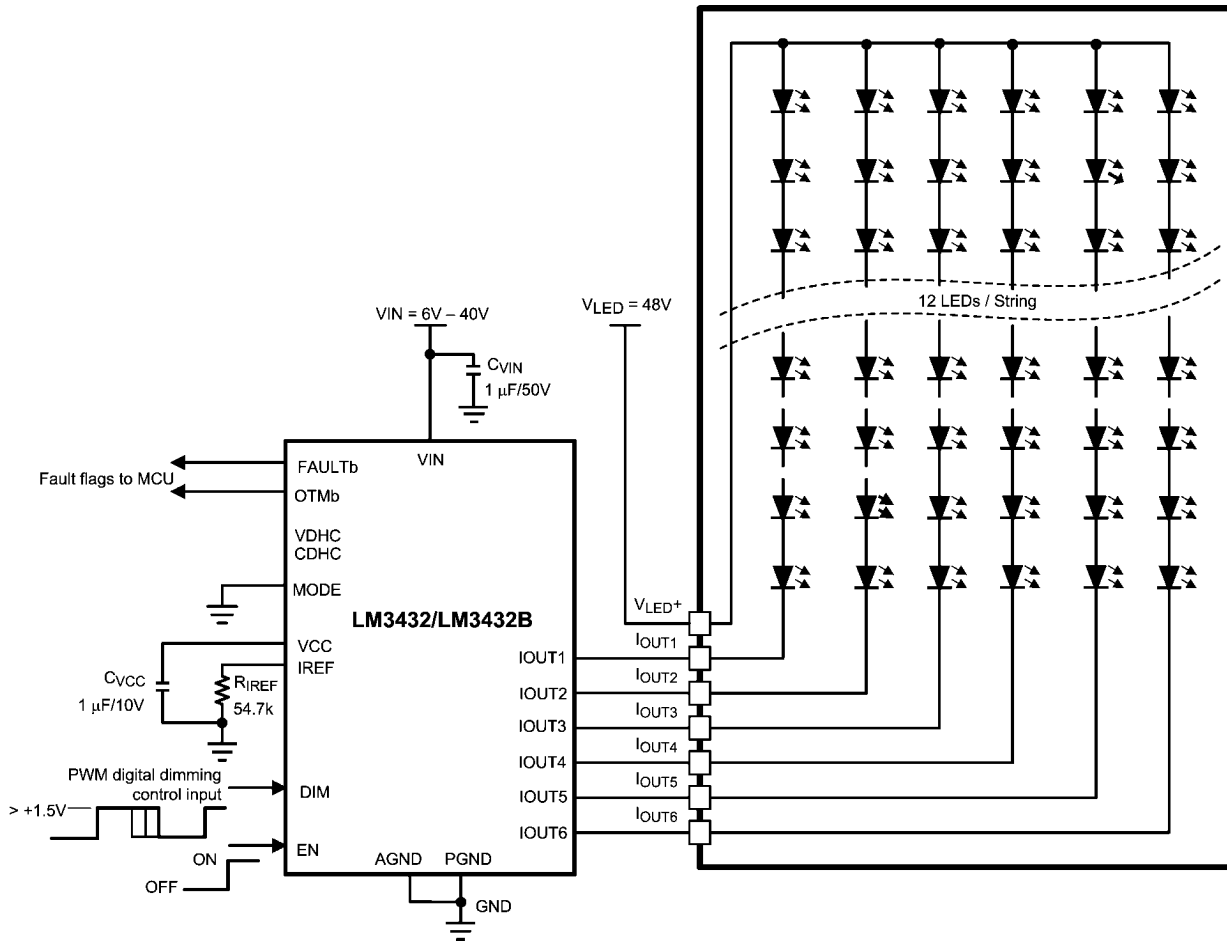 12 LEDs / String
VLED = 48V
VIN = 6V – 40V
CVIN
1 μF/50V
VIN
FAULTb
Fault flags to MCU
OTMb
VDHC
CDHC
MODE
LM3432/LM3432B
VCC
IREF
CVCC
1 μF/10V
RIREF
54.7k
PWM digital dimming
control input
> +1.5V
DIM
ON
EN
OFF
AGND
PGND
GND
IOUT1
IOUT2
IOUT3
IOUT4
IOUT5
IOUT6
VLED+
IOUT1
IOUT2
IOUT3
IOUT4
IOUT5
IOUT6